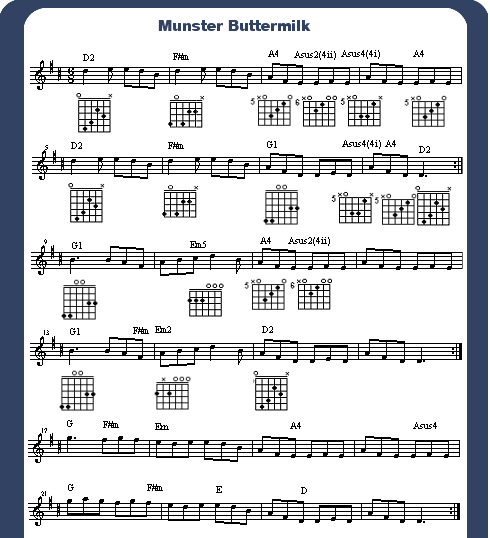 Munster Buttermilk
D2 F#m A4 Asus2(4ii) Asus4(4i) A4
5 6 5 5
5
D2 F#m G1 Asus4(4i) A4 D2
5 5
9
G1 Em5 A4 Asus2(4ii)
5 6
13
G1 F#m Em2 D2
17
G F#m Em A4 Asus4
21
G F#m E D